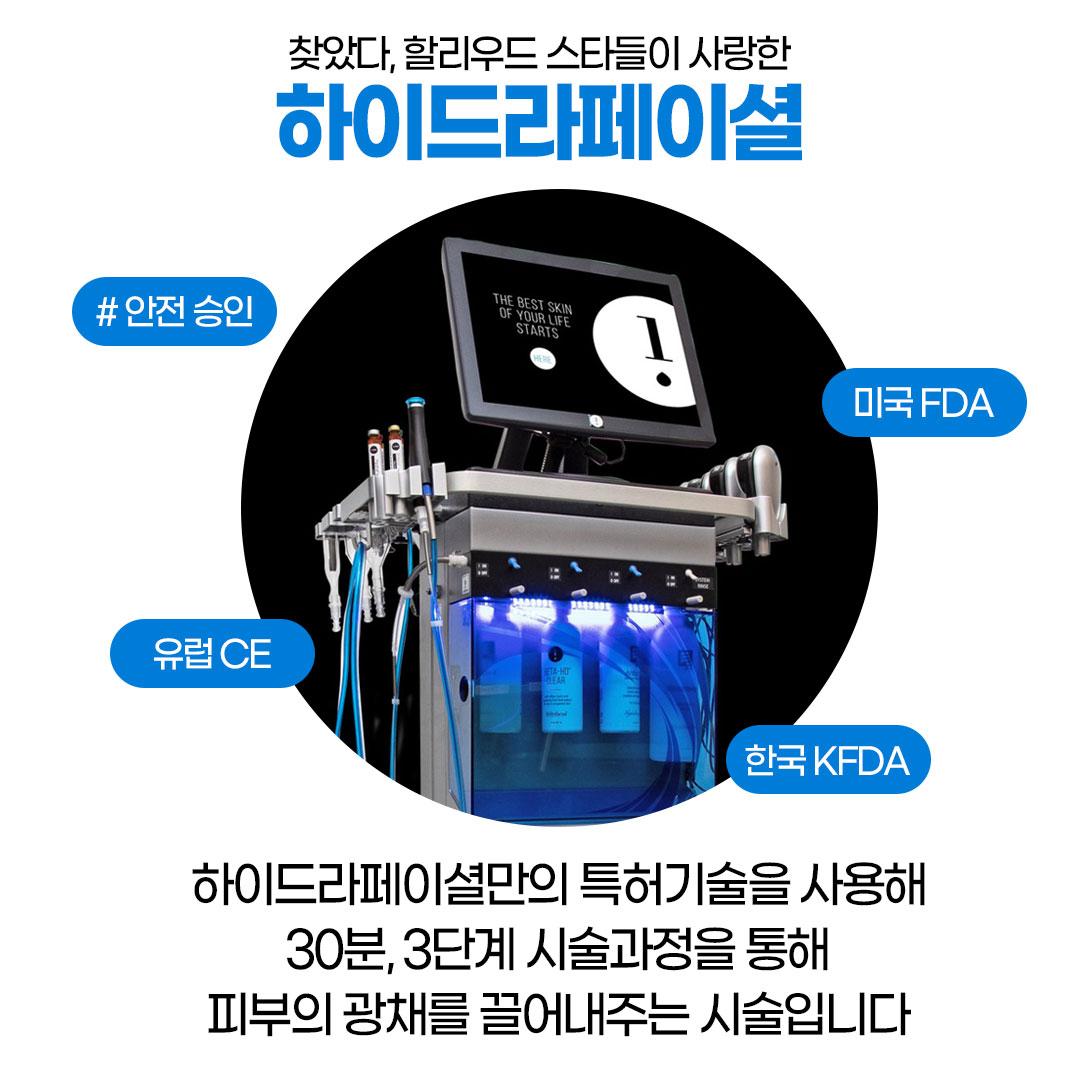 찾았다, 할리우드 스타들이 사랑한
하이드라페이셜
# 안전 승인
THE BEST SKIN
OF YOUR LIFE
STARTS
HERE
미국 FDA
SYSTEM
RINSE
유럽 CE
CLEAR
한국 KFDA
하이드라페이셜만의 특허기술을 사용해
30분, 3단계 시술과정을 통해
피부의 광채를 끌어내주는 시술입니다